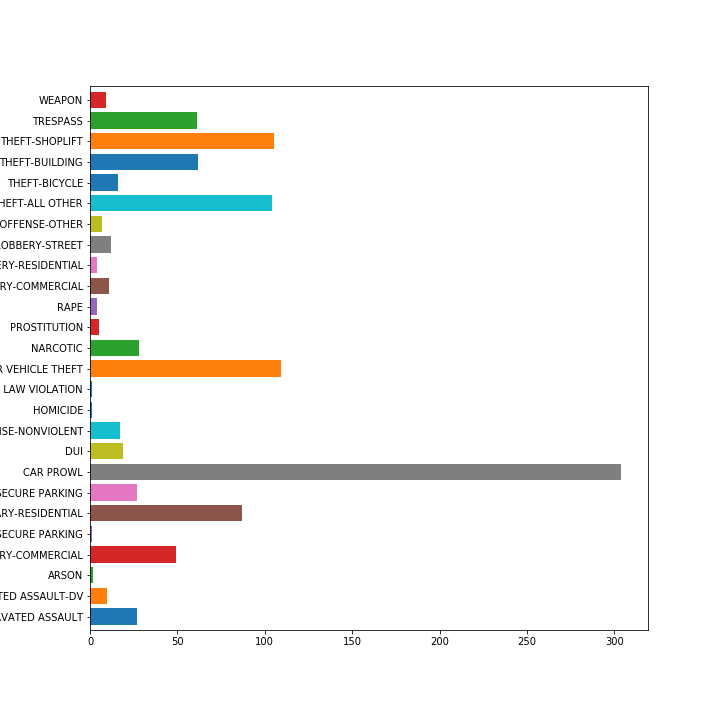 WEAPON
TRESPASS
THEFT-SHOPLIFT
THEFT-BUILDING
THEFT-BICYCLE
HEFT-ALL OTHER
OFFENSE-OTHER
OBBERY-STREET
ERY-RESIDENTIAL
RY-COMMERCIAL
RAPE
PROSTITUTION
NARCOTIC
R VEHICLE THEFT
LAW VIOLATION
HOMICIDE
NSE-NONVIOLENT
DUI
CAR PROWL
SECURE PARKING
ARY-RESIDENTIAL
SECURE PARKING
RY-COMMERCIAL
ARSON
TED ASSAULT-DV
VATED ASSAULT
0 50 100 150 200 250 300